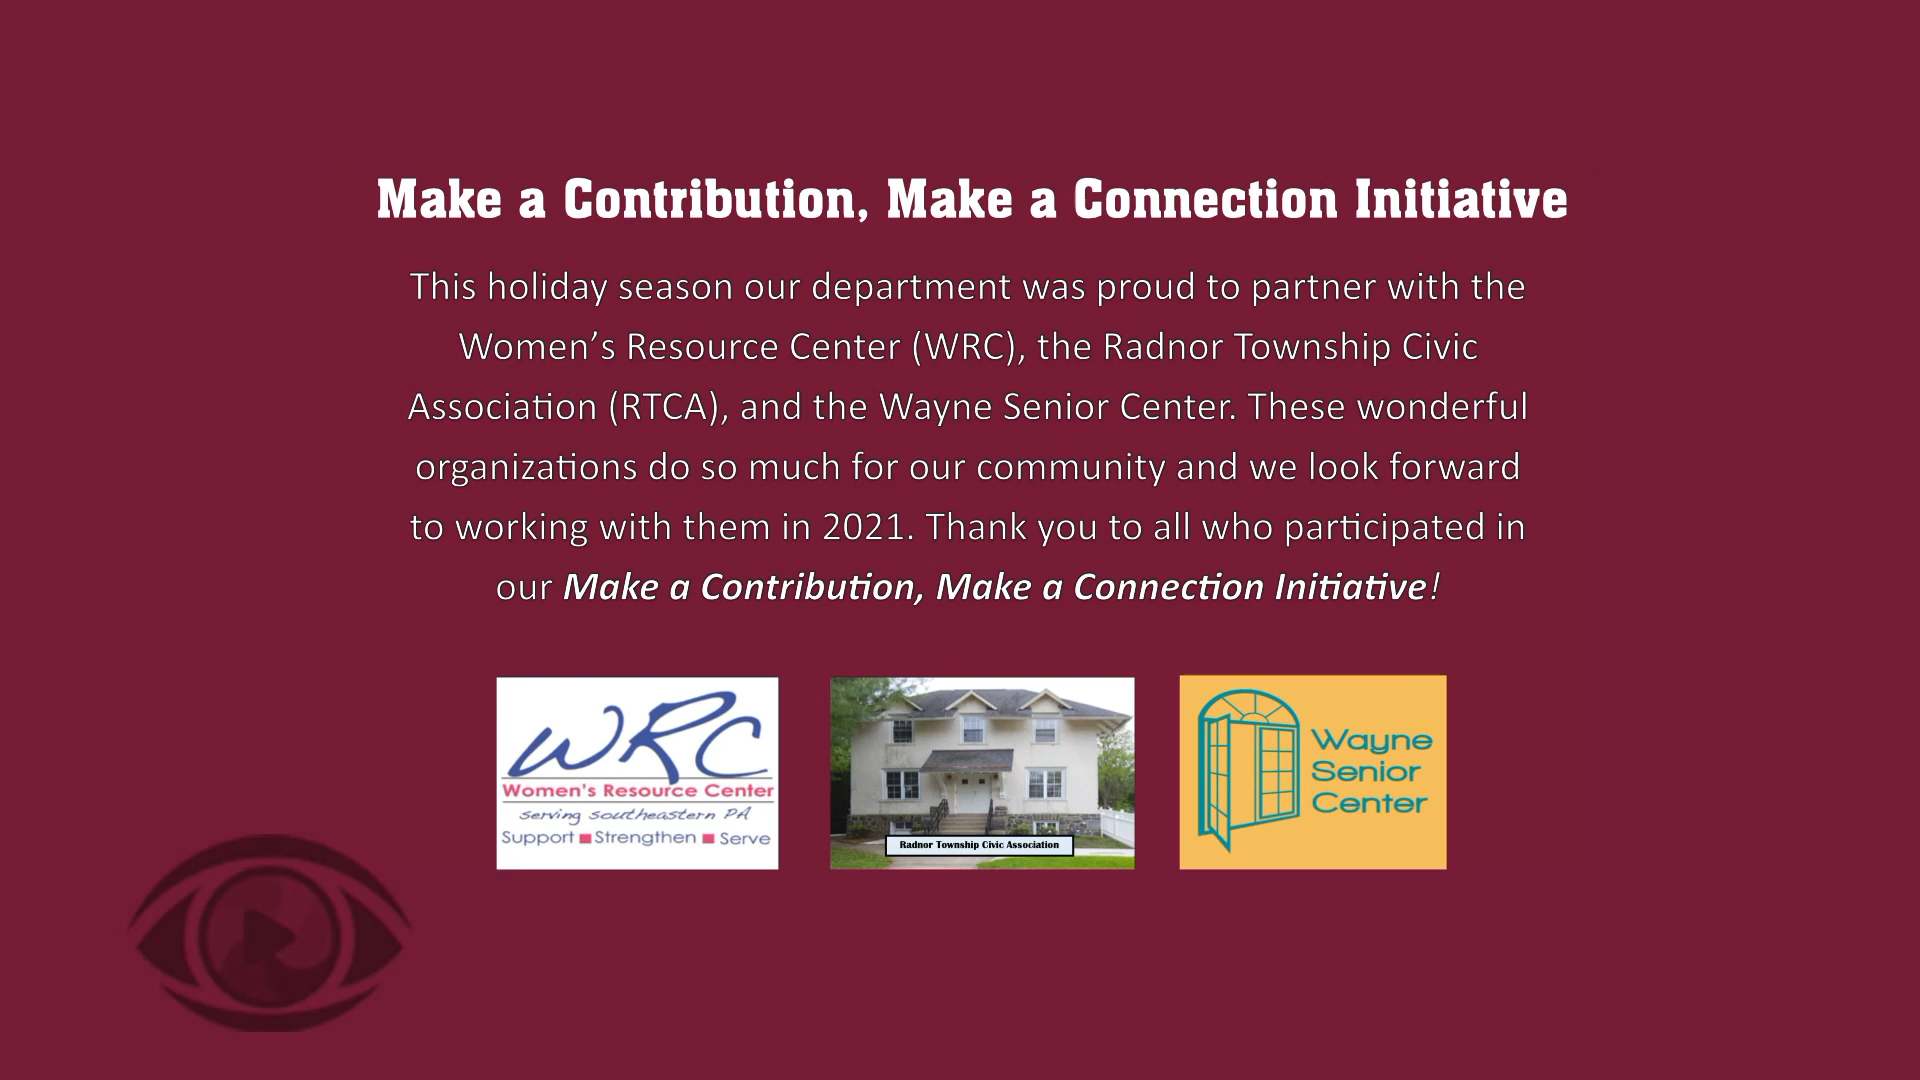 Make a Contribution, Make a Connection Initiative
This holiday season our department was proud to partner with the
Women’s Resource Center (WRC), the Radnor Township Civic
Association (RTCA), and the Wayne Senior Center. These wonderful
organizations do so much for our community and we look forward
to working with them in 2021. Thank you to all who participated in
our Make a Contribution, Make a Connection Initiative!
WRC
Women's Resource Center
serving southeastern PA
Support Strengthen Serve
Radnor Township Civic Association
Wayne
Senior
Center